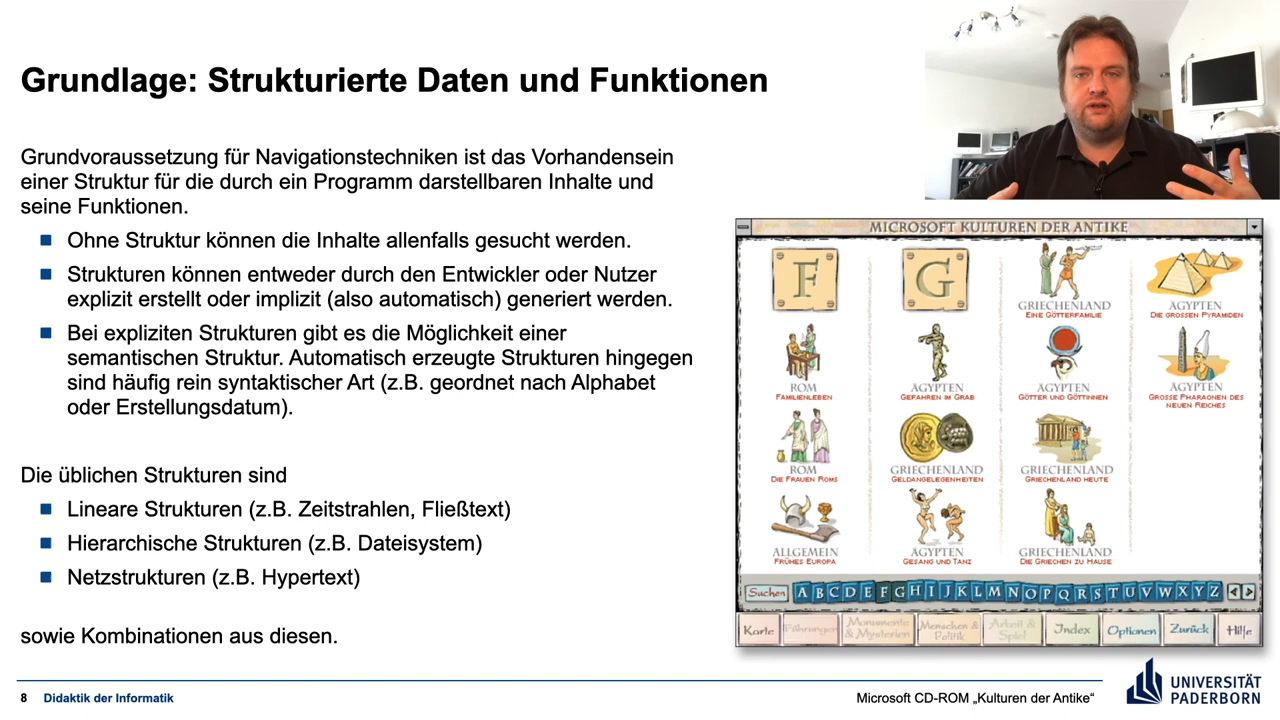 Grundlage: Strukturierte Daten und Funktionen
Grundvoraussetzung für Navigationstechniken ist das Vorhandensein
einer Struktur für die durch ein Programm darstellbaren Inhalte und
seine Funktionen.
Ohne Struktur können die Inhalte allenfalls gesucht werden.
Strukturen können entweder durch den Entwickler oder Nutzer
explizit erstellt oder implizit (also automatisch) generiert werden.
Bei expliziten Strukturen gibt es die Möglichkeit einer
semantischen Struktur. Automatisch erzeugte Strukturen hingegen
sind häufig rein syntaktischer Art (z.B. geordnet nach Alphabet
oder Erstellungsdatum).
Die üblichen Strukturen sind
Lineare Strukturen (z.B. Zeitstrahlen, Fließtext)
Hierarchische Strukturen (z.B. Dateisystem)
Netzstrukturen (z.B. Hypertext)
sowie Kombinationen aus diesen.
MICROSOFT KULTUREN DER ANTIKE
F
ROM
FAMILIENLEBEN
ROM
DIE FRAUEN ROMS
ALLGEMEIN
FRÜHES EUROPA
G
ÄGYPTEN
GEFAHREN IM GRAB
GRIECHENLAND
GELDANGELEGENHEITEN
ÄGYPTEN
GESANG UND TANZ
GRIECHENLAND
EINE GÖTTERFAMILIE
ÄGYPTEN
GÖTTER UND GÖTTINNEN
GRIECHENLAND
GRIECHENLAND HEUTE
GRIECHENLAND
DIE GRIECHEN ZU HAUSE
ÄGYPTEN
DIE GROSSEN PYRAMIDEN
ÄGYPTEN
GROSSE PHARAONEN DES
NEUEN REICHES
Suchen A B C D E F G H I J K L M N O P Q R S T U V W X Y Z
Karte Führungen Monumente & Mysterien Menschen & Politik Arbeit & Spiel Index Optionen Zurück Hilfe
8 Didaktik der Informatik
Microsoft CD-ROM „Kulturen der Antike“
UNIVERSITÄT
PADERBORN